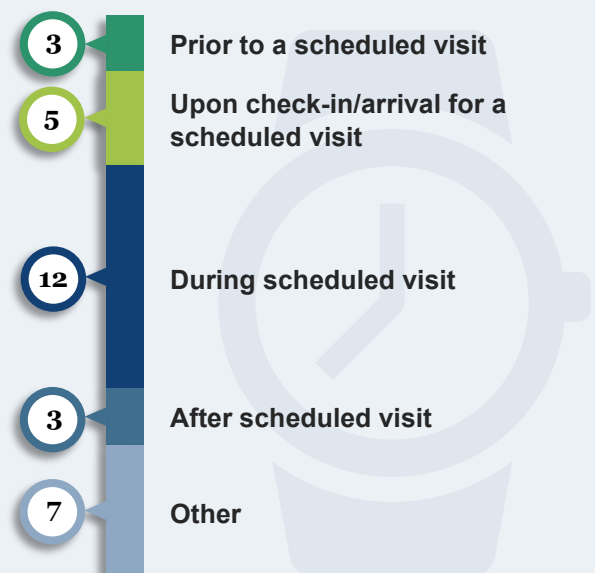 3 Prior to a scheduled visit
5 Upon check-in/arrival for a
scheduled visit
12 During scheduled visit
3 After scheduled visit
7 Other